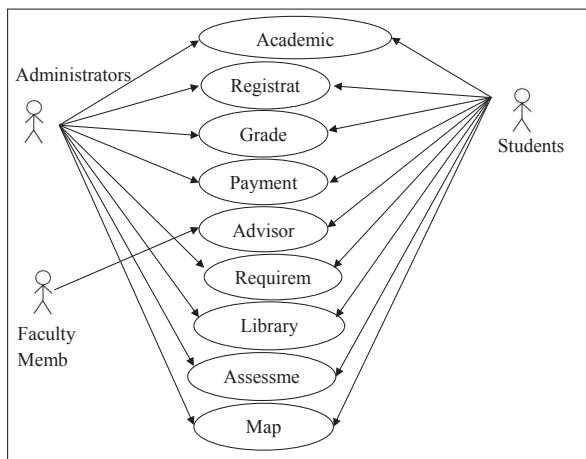 Academic
Administrators
Registrat
Grade
Students
Payment
Advisor
Requirem
Faculty
Memb
Library
Assessme
Map